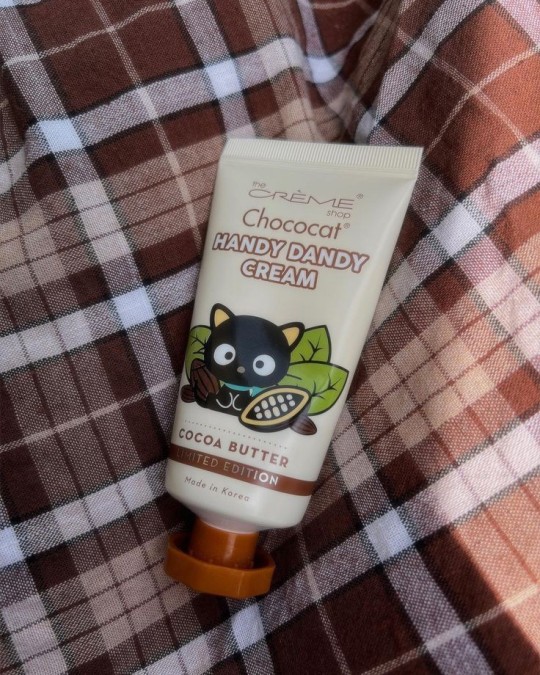 the
CRÈME®
shop
Chococat®
HANDY DANDY
CREAM
COCOA BUTTER
LIMITED EDITION
Made in Korea